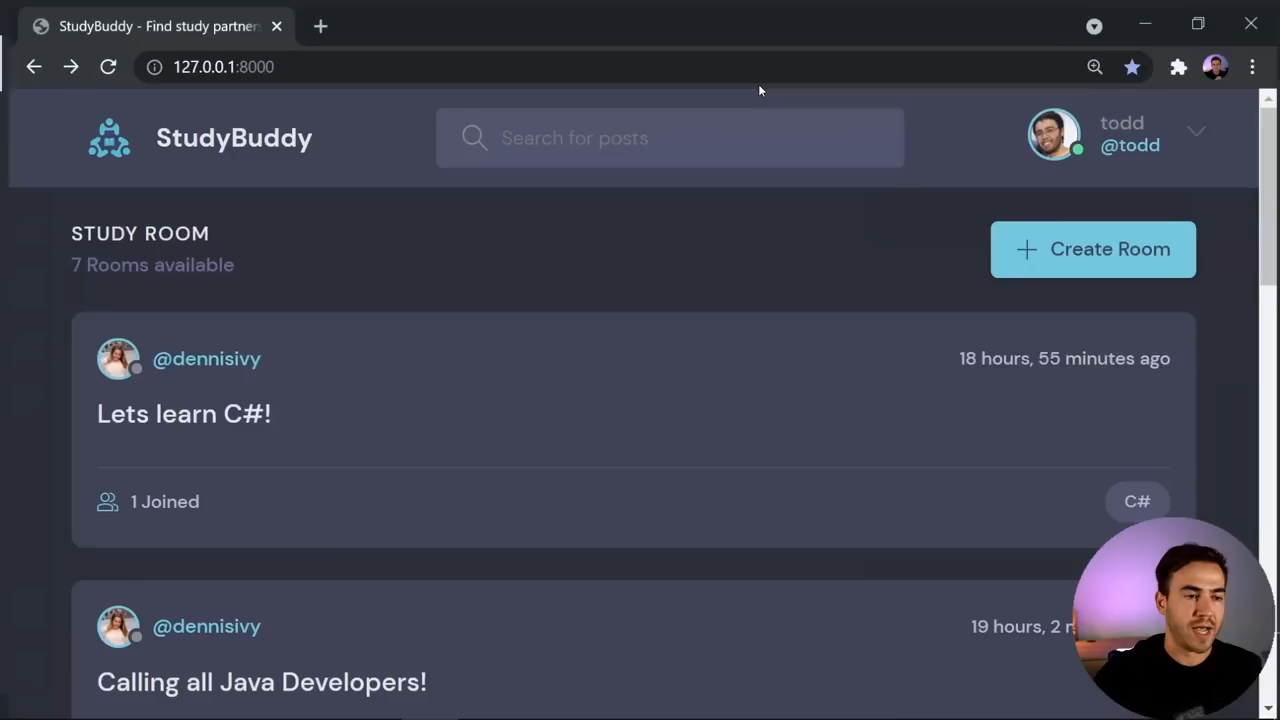 StudyBuddy - Find study partner
127.0.0.1:8000
StudyBuddy
Search for posts
todd
@todd
STUDY ROOM
7 Rooms available
Create Room
@dennisivy
18 hours, 55 minutes ago
Lets learn C#!
1 Joined
C#
@dennisivy
19 hours, 2
Calling all Java Developers!